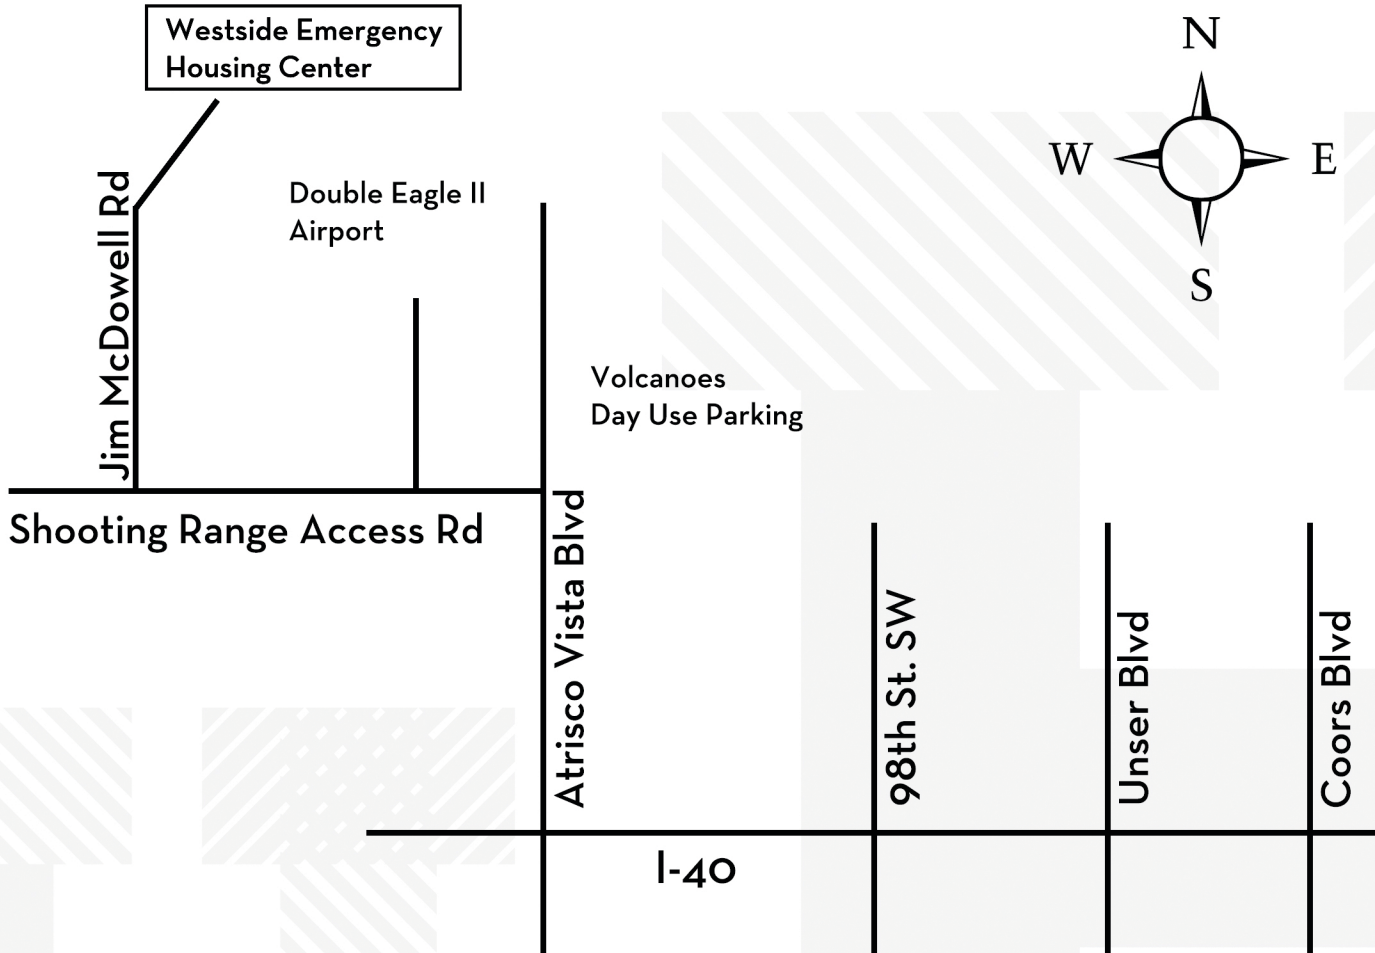 Westside Emergency
Housing Center
N
W
E
S
Jim McDowell Rd
Double Eagle II
Airport
Volcanoes
Day Use Parking
Shooting Range Access Rd
Atrisco Vista Blvd
98th St. SW
Unser Blvd
Coors Blvd
I-40